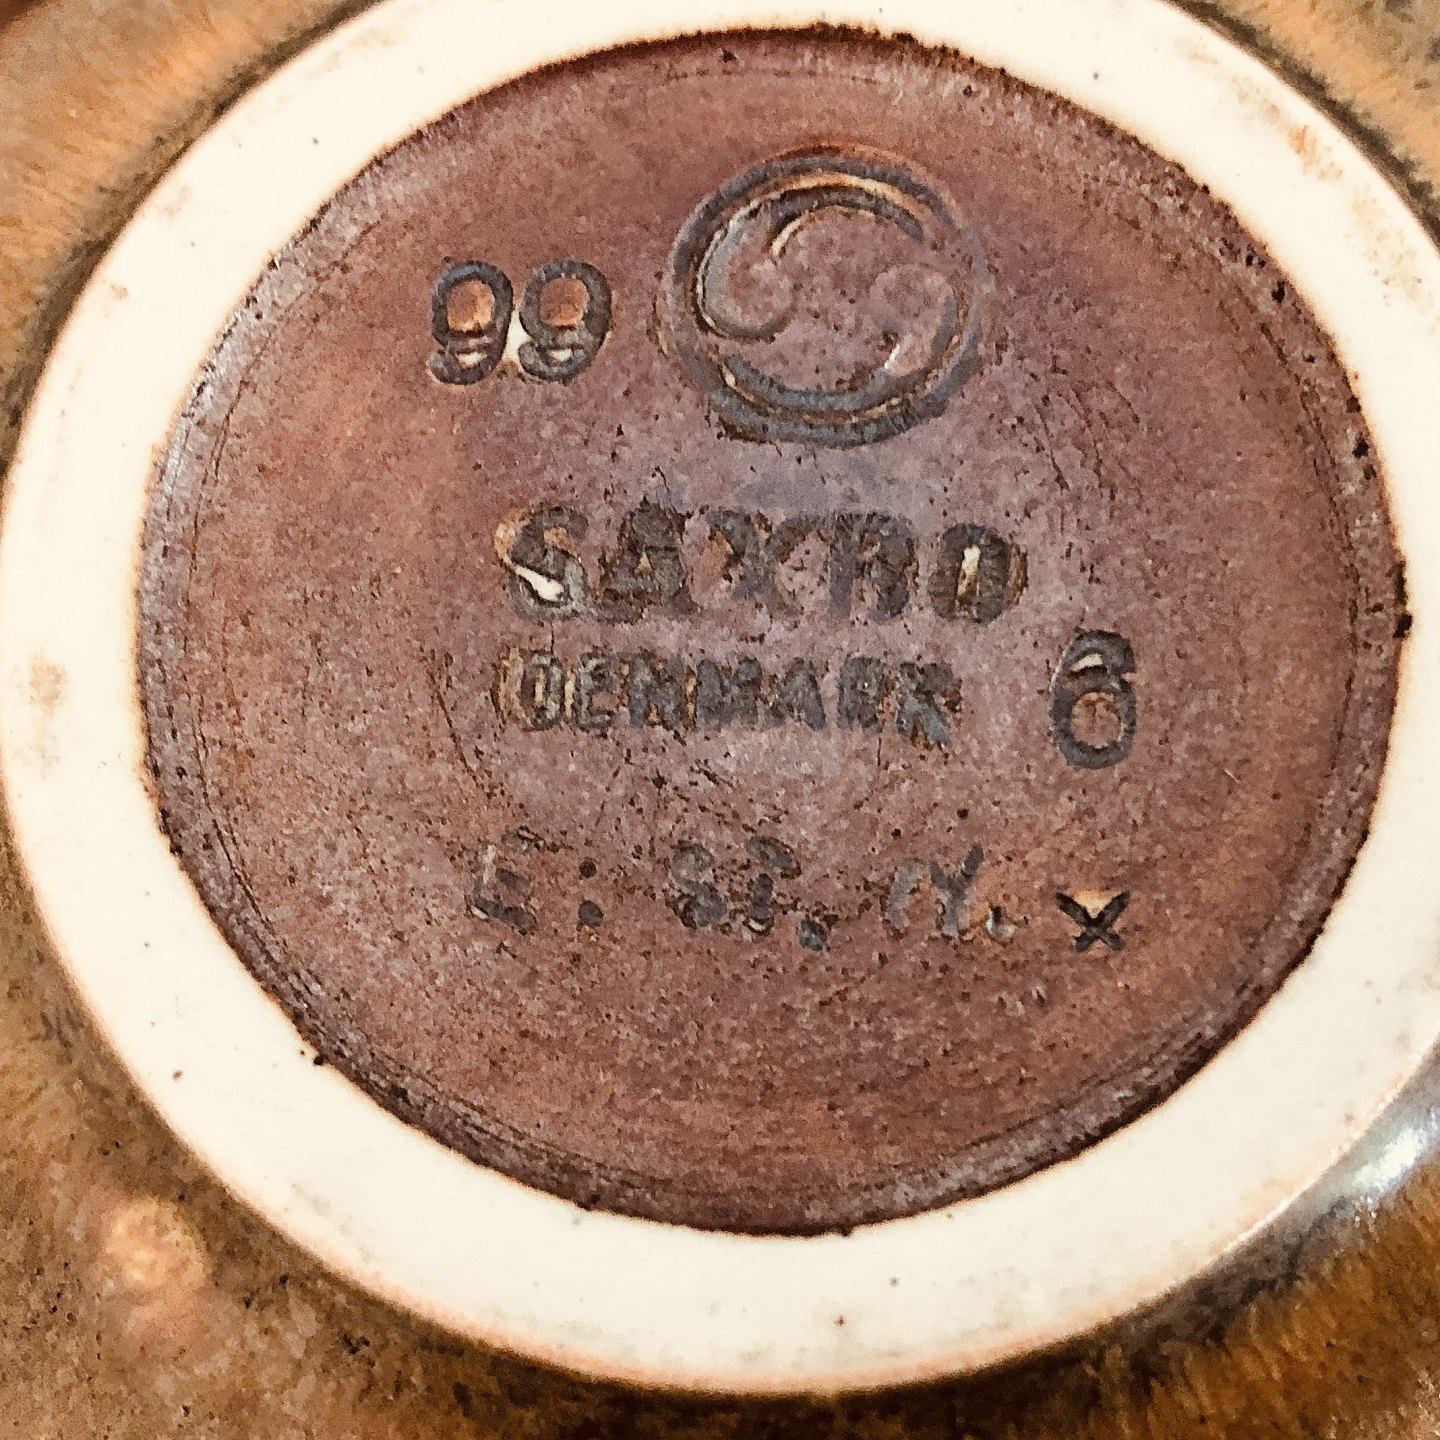 99
SAXBO
DENMARK 6
E. ST. N. x